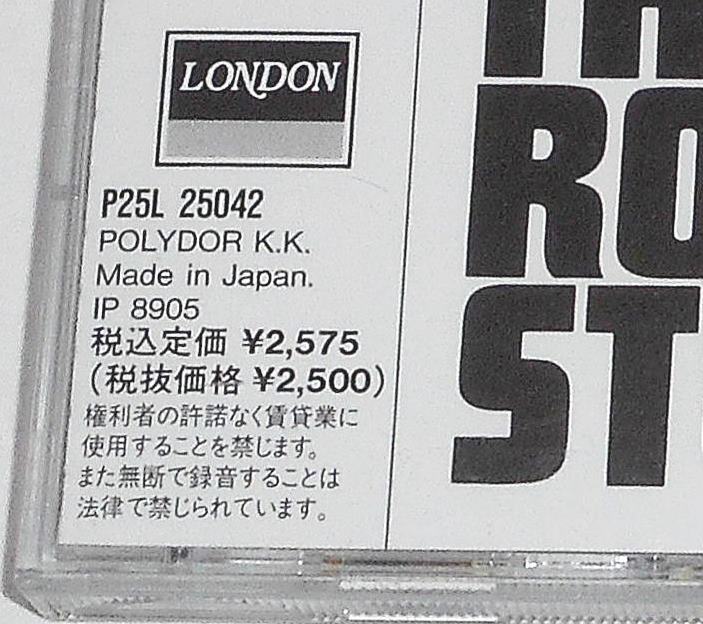 LONDON
P25L 25042
POLYDOR K.K.
Made in Japan.
IP 8905
税込定価 ¥2,575
(税抜価格 ¥2,500)
権利者の許諾なく賃貸業に
使用することを禁じます。
また無断で録音することは
法律で禁じられています。
TH
RO
ST